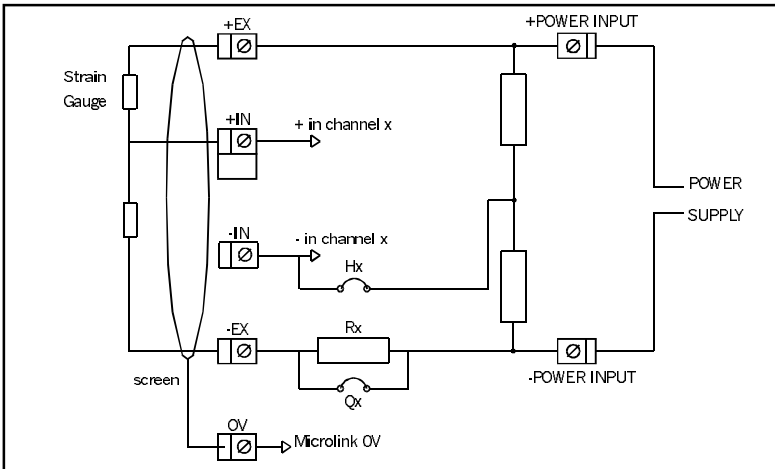 +EX
+POWER INPUT
Strain
Gauge
+IN
+ in channel x
POWER
SUPPLY
-IN
- in channel x
Hx
-EX
Rx
screen
Qx
-POWER INPUT
0V
Microlink 0V